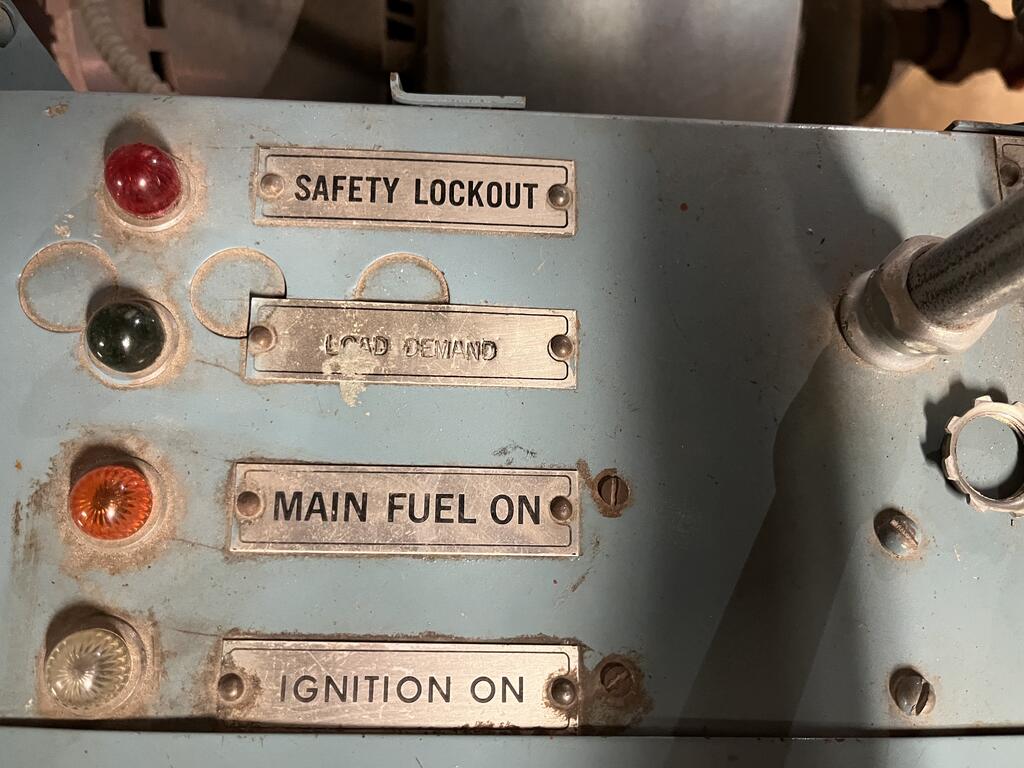 SAFETY LOCKOUT
LOAD DEMAND
MAIN FUEL ON
IGNITION ON